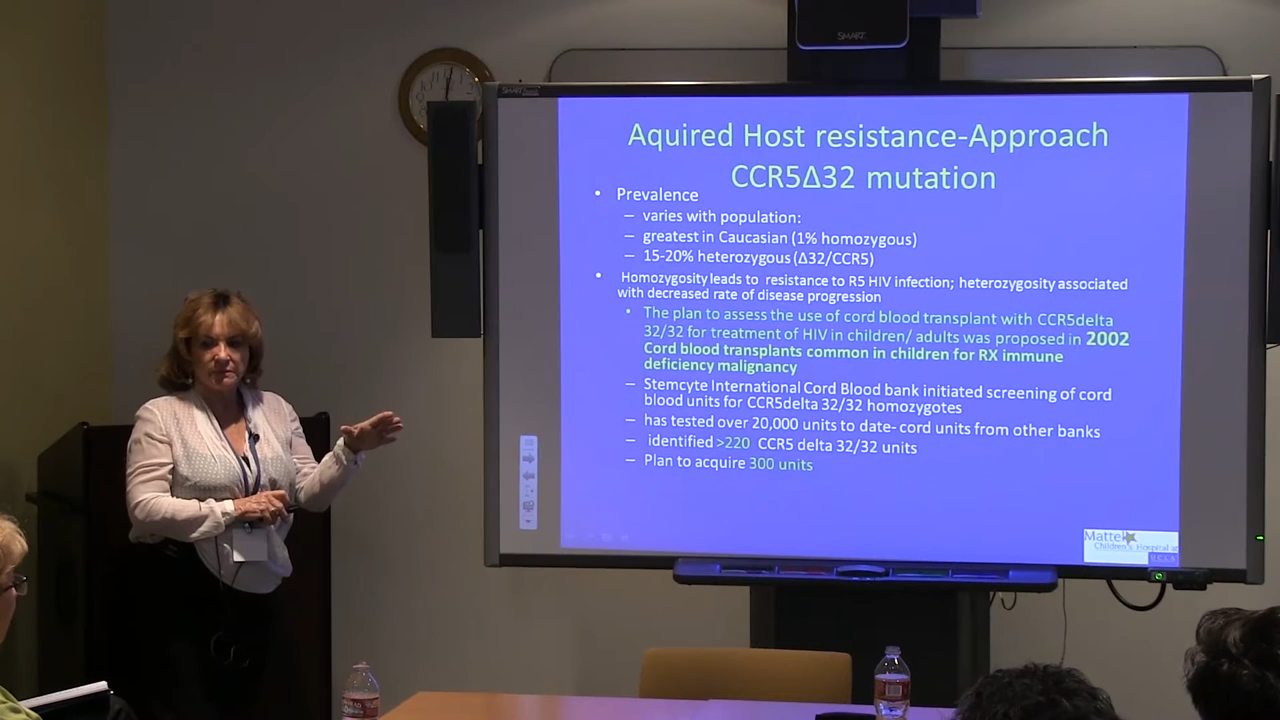 SMART
SMART
Aquired Host resistance-Approach
CCR5Δ32 mutation
• Prevalence
– varies with population:
– greatest in Caucasian (1% homozygous)
– 15-20% heterozygous (Δ32/CCR5)
• Homozygosity leads to resistance to R5 HIV infection; heterozygosity associated
with decreased rate of disease progression
• The plan to assess the use of cord blood transplant with CCR5delta
32/32 for treatment of HIV in children/ adults was proposed in 2002
Cord blood transplants common in children for RX immune
deficiency malignancy
– Stemcyte International Cord Blood bank initiated screening of cord
blood units for CCR5delta 32/32 homozygotes
– has tested over 20,000 units to date- cord units from other banks
– identified >220 CCR5 delta 32/32 units
– Plan to acquire 300 units
Mattel
Children's Hospital at
UCLA